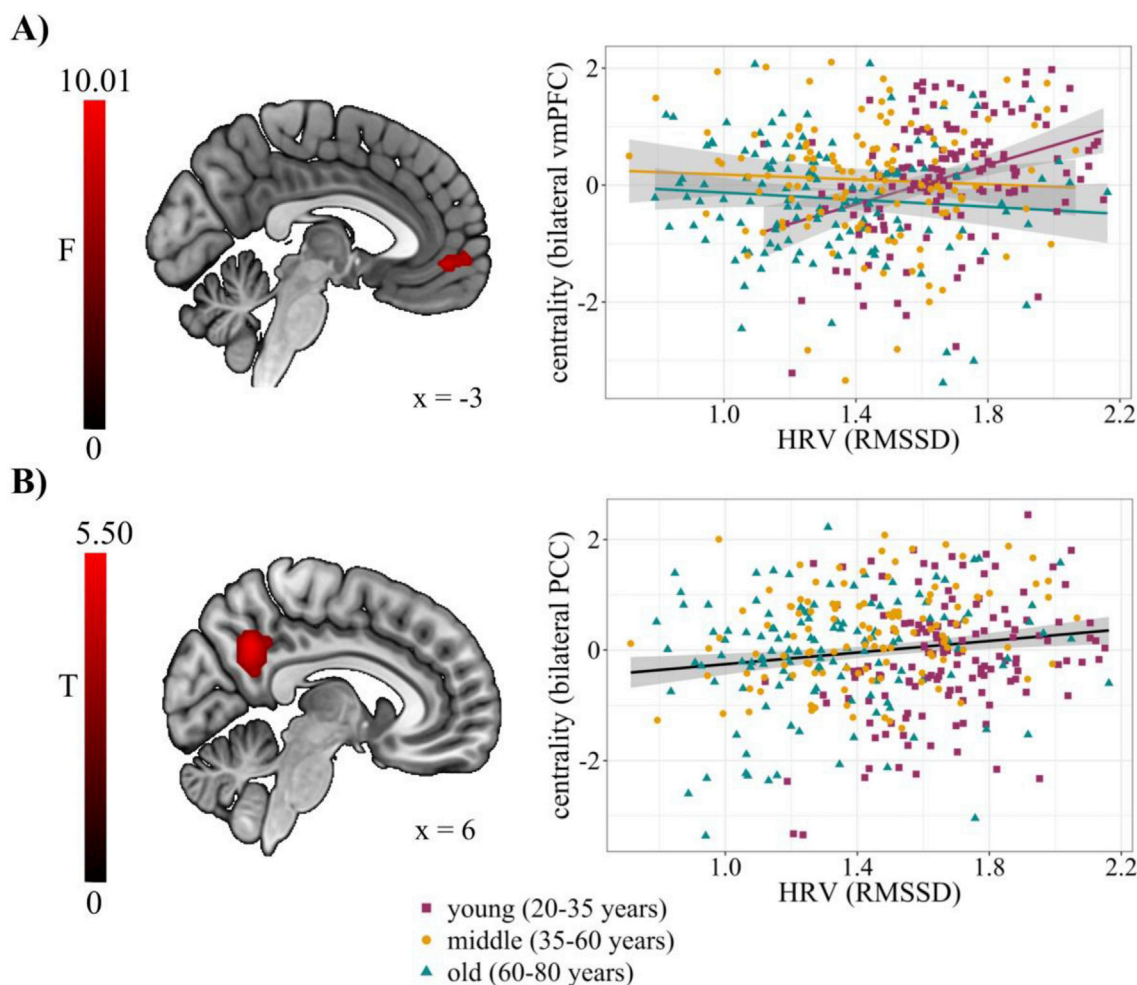 A)
10.01
F
0
x = -3
centrality (bilateral vmPFC)
2
0
-2
1.0 1.4 1.8 2.2
HRV (RMSSD)
B)
5.50
T
0
x = 6
centrality (bilateral PCC)
2
0
-2
1.0 1.4 1.8 2.2
HRV (RMSSD)
young (20-35 years)
middle (35-60 years)
old (60-80 years)